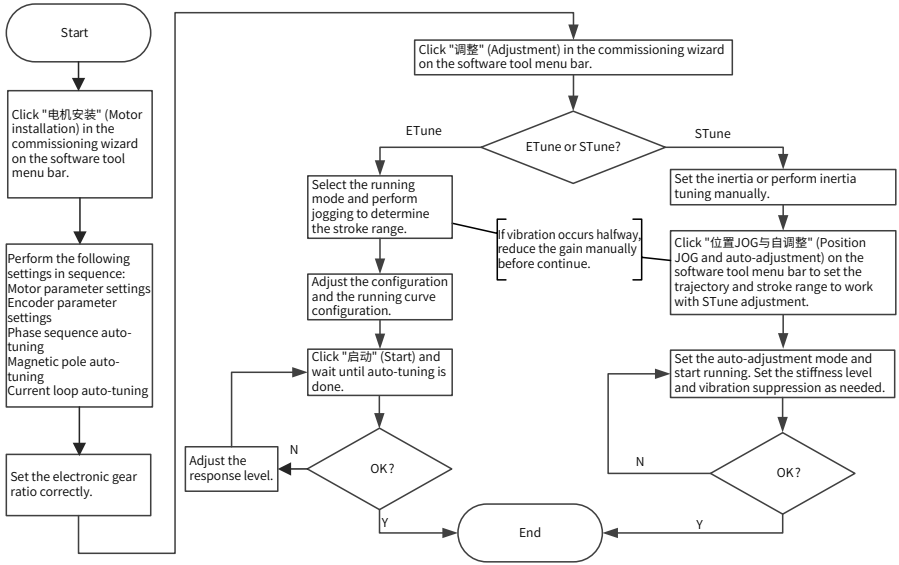 Start
Click "电机安装" (Motor
installation) in the
commissioning wizard
on the software tool
menu bar.
Perform the following
settings in sequence:
Motor parameter settings
Encoder parameter
settings
Phase sequence auto-
tuning
Magnetic pole auto-
tuning
Current loop auto-tuning
Set the electronic gear
ratio correctly.
Click "调整" (Adjustment) in the commissioning wizard
on the software tool menu bar.
ETune or STune?
ETune
STune
Select the running
mode and perform
jogging to determine
the stroke range.
If vibration occurs halfway,
reduce the gain manually
before continue.
Adjust the configuration
and the running curve
configuration.
Click "启动" (Start) and
wait until auto-tuning is
done.
OK?
N
Adjust the
response level.
Y
Set the inertia or perform inertia
tuning manually.
Click "位置JOG与自调整" (Position
JOG and auto-adjustment) on the
software tool menu bar to set the
trajectory and stroke range to work
with STune adjustment.
Set the auto-adjustment mode and
start running. Set the stiffness level
and vibration suppression as needed.
OK?
N
Y
End